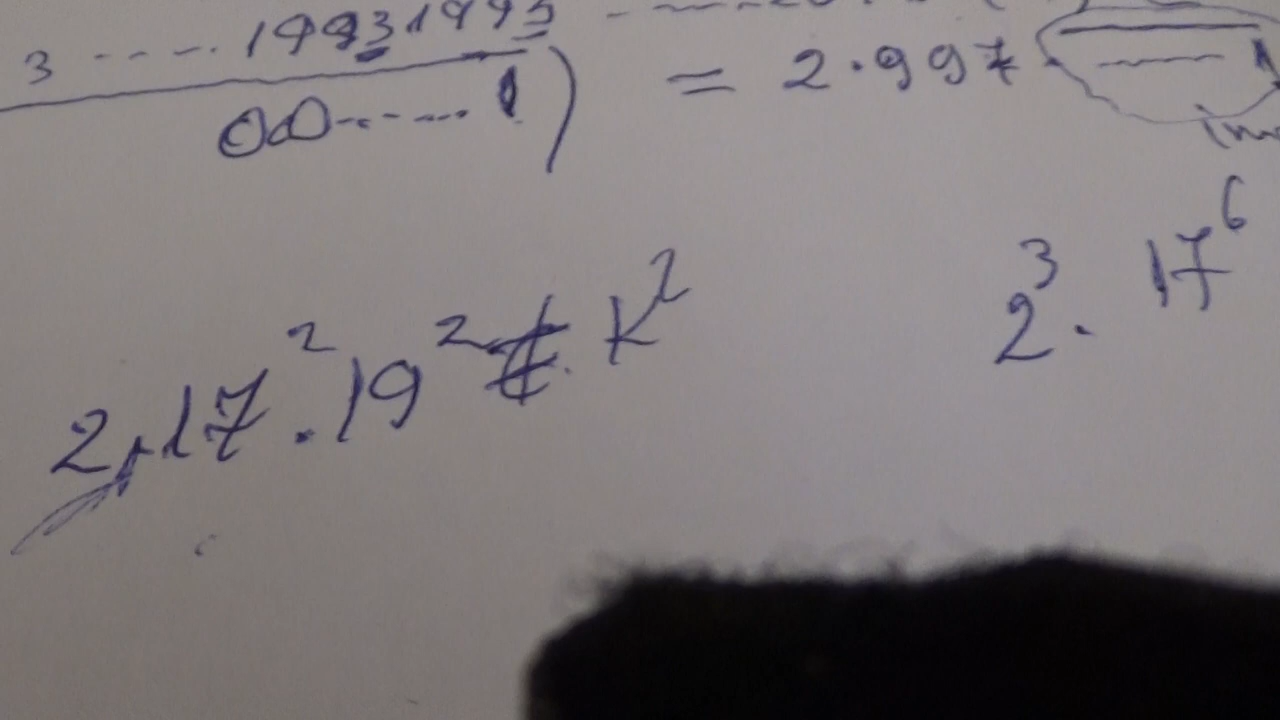 3 ---... 19931993
00---...1) = 2.997.
2.17².19².K² 2³.17⁶